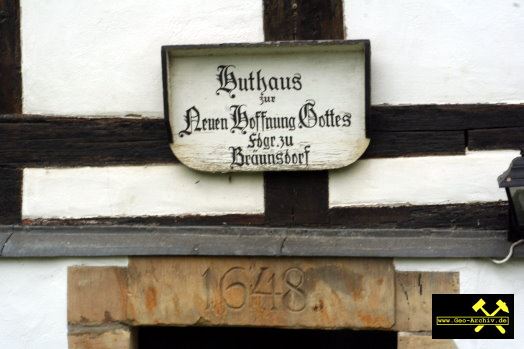 Huthaus
zur
Neuen Hoffnung Gottes
Fdgr. zu
Bräunsdorf
1648
www.Geo-Archiv.de